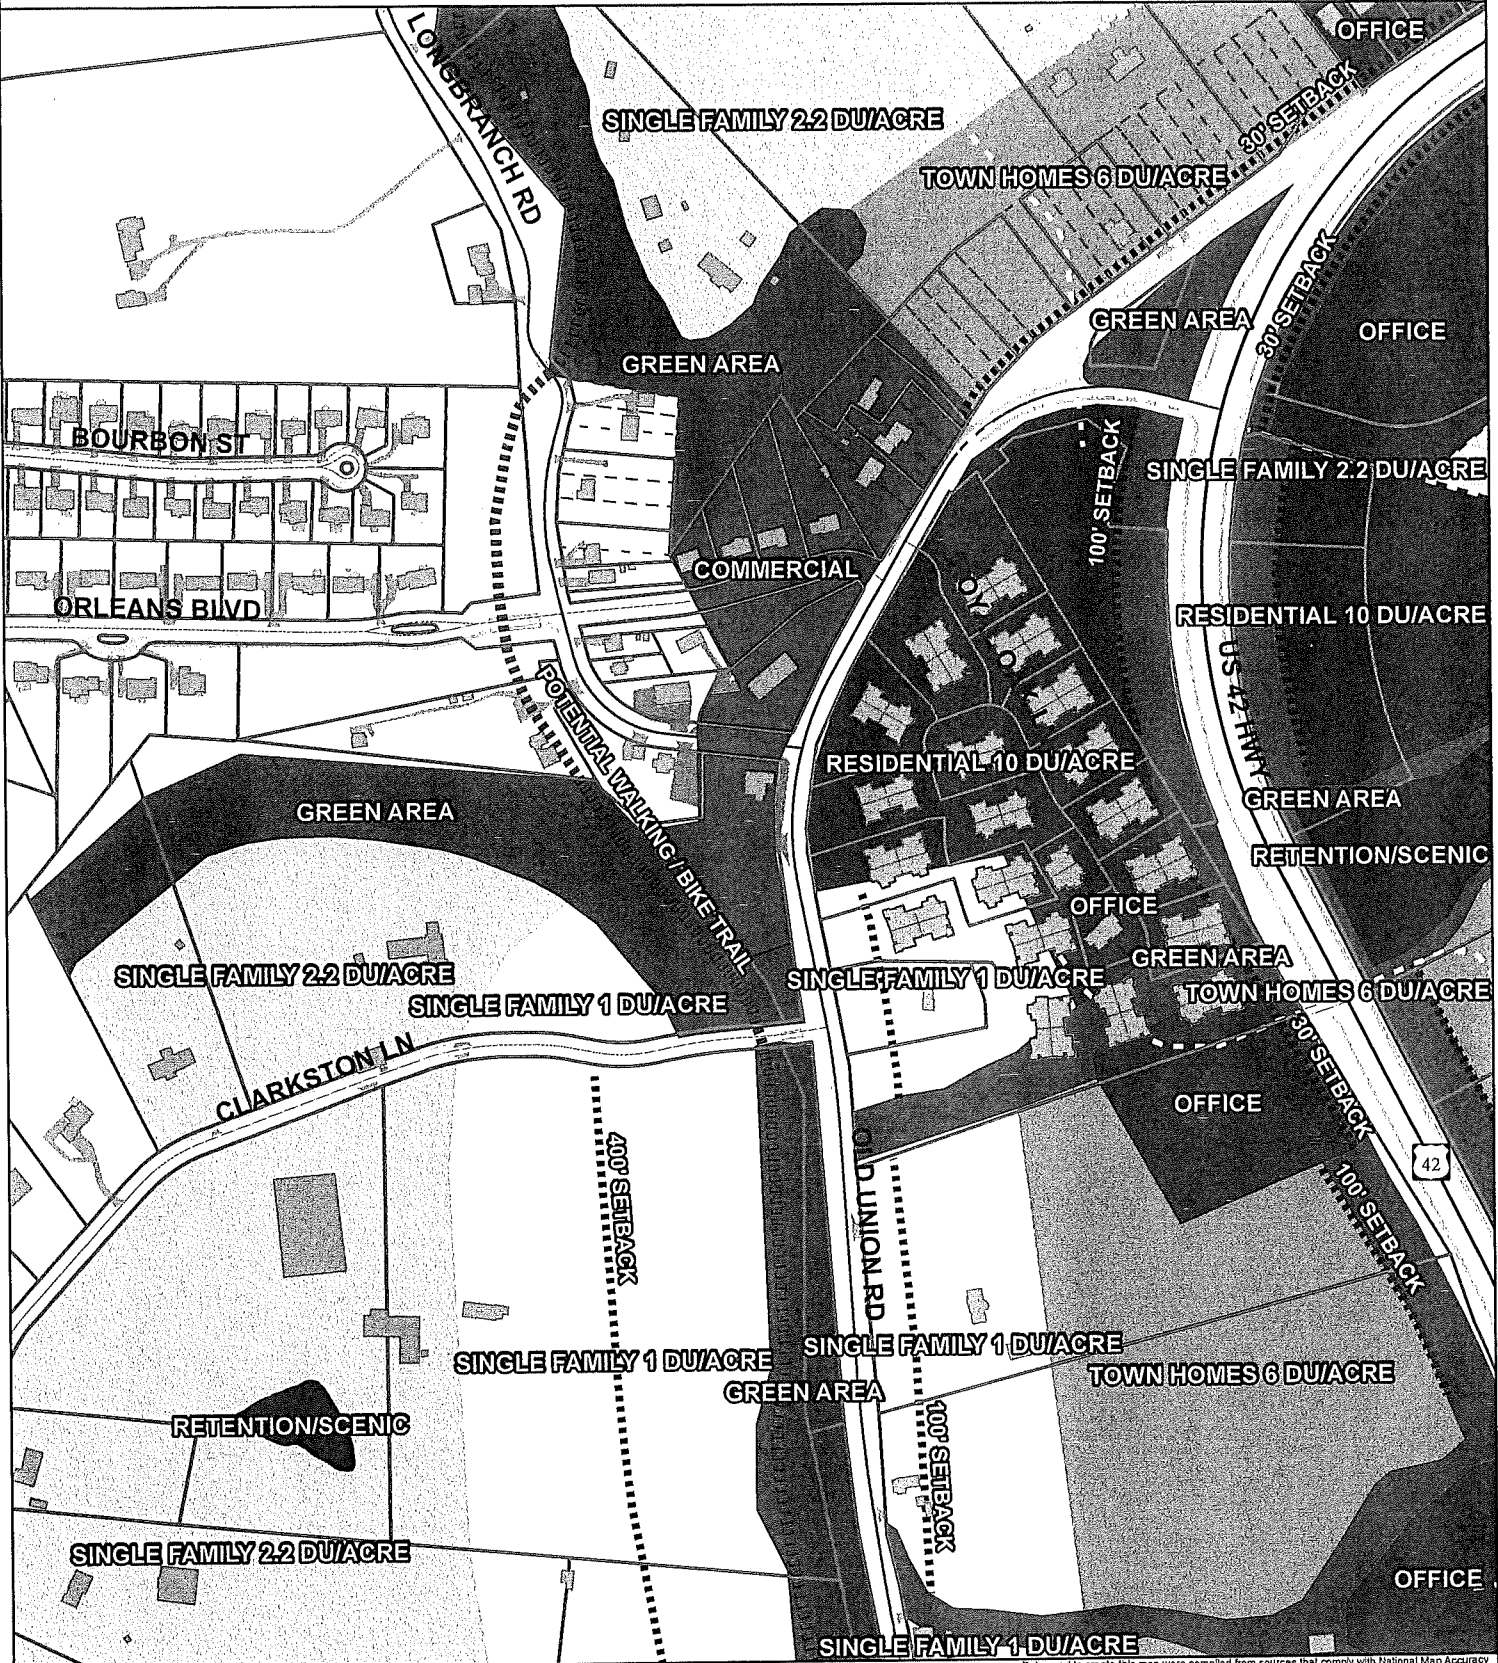 OFFICE
LONGBRANCH RD
SINGLE FAMILY 2.2 DU/ACRE
30' SETBACK
TOWN HOMES 6 DU/ACRE
GREEN AREA
30' SETBACK
OFFICE
GREEN AREA
BOURBON ST
100' SETBACK
SINGLE FAMILY 2.2 DU/ACRE
COMMERCIAL
ORLEANS BLVD
RESIDENTIAL 10 DU/ACRE
US 42 HWY
POTENTIAL WALKING / BIKE TRAIL
RESIDENTIAL 10 DU/ACRE
GREEN AREA
GREEN AREA
RETENTION/SCENIC
OFFICE
GREEN AREA
SINGLE FAMILY 2.2 DU/ACRE
SINGLE FAMILY 1 DU/ACRE
TOWN HOMES 6 DU/ACRE
SINGLE FAMILY 1 DU/ACRE
CLARKSTON LN
30' SETBACK
OFFICE
400' SETBACK
OLD UNION RD
42
100' SETBACK
SINGLE FAMILY 1 DU/ACRE
SINGLE FAMILY 1 DU/ACRE
TOWN HOMES 6 DU/ACRE
GREEN AREA
RETENTION/SCENIC
100' SETBACK
SINGLE FAMILY 2.2 DU/ACRE
OFFICE
SINGLE FAMILY 1 DU/ACRE